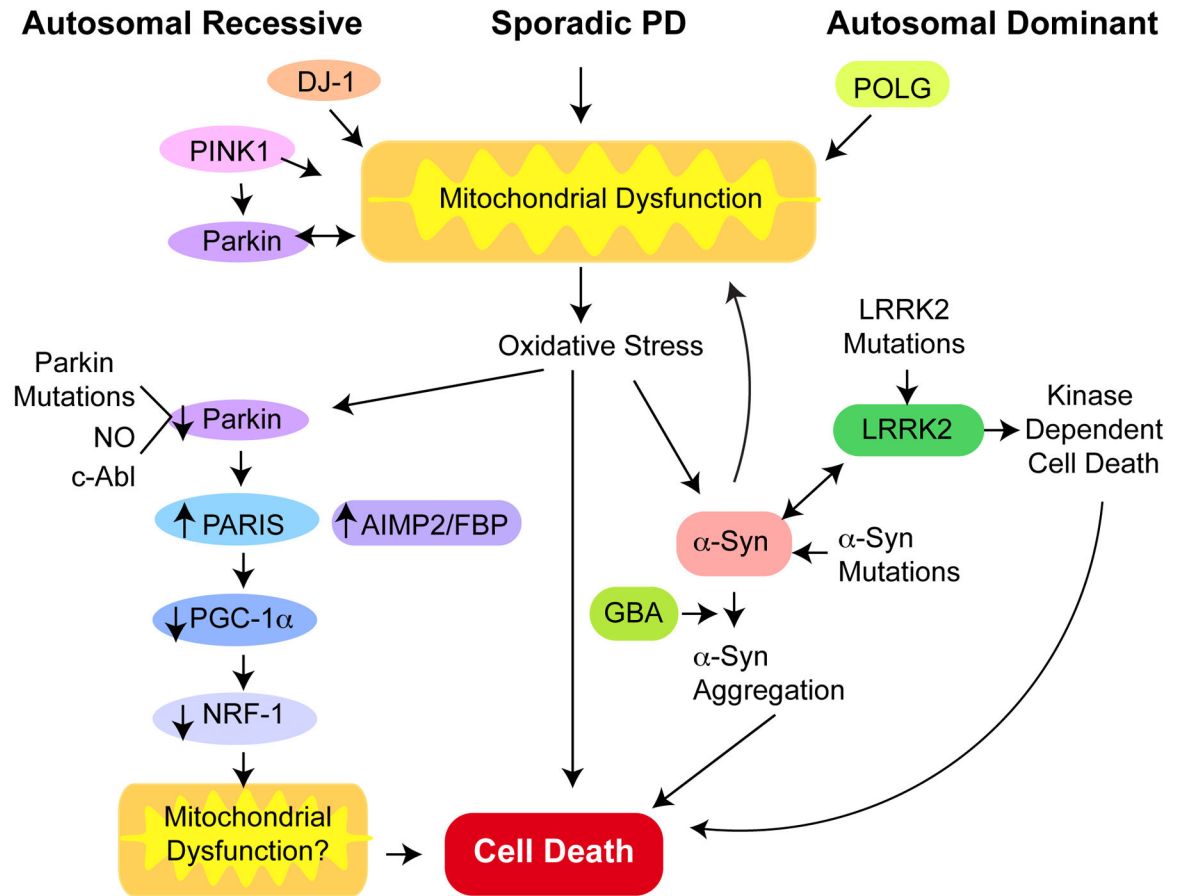 Autosomal Recessive
Sporadic PD
Autosomal Dominant
DJ-1
POLG
PINK1
Mitochondrial Dysfunction
Parkin
Oxidative Stress
LRRK2
Mutations
Parkin
Mutations
NO
c-Abl
Parkin
LRRK2
Kinase
Dependent
Cell Death
PARIS
AIMP2/FBP
α-Syn
α-Syn
Mutations
GBA
PGC-1α
α-Syn
Aggregation
NRF-1
Mitochondrial
Dysfunction?
Cell Death